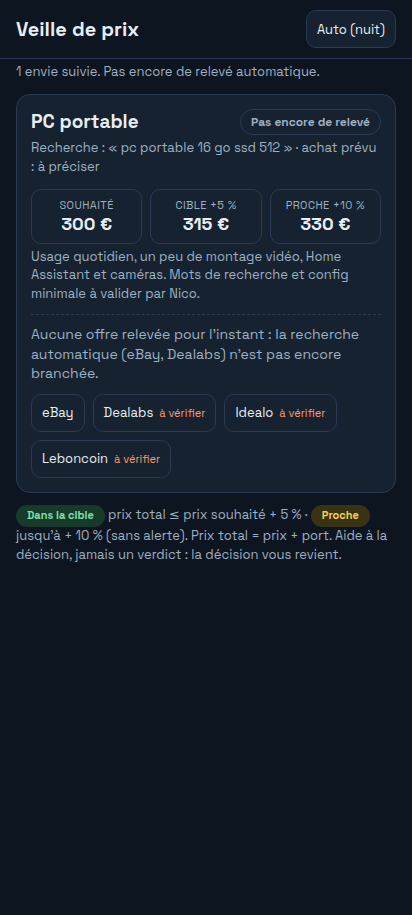 Veille de prix
Auto (nuit)
1 envie suivie. Pas encore de relevé automatique.
PC portable
Pas encore de relevé
Recherche : « pc portable 16 go ssd 512 » · achat prévu
: à préciser
SOUHAITÉ
300 €
CIBLE +5 %
315 €
PROCHE +10 %
330 €
Usage quotidien, un peu de montage vidéo, Home
Assistant et caméras. Mots de recherche et config
minimale à valider par Nico.
Aucune offre relevée pour l'instant : la recherche
automatique (eBay, Dealabs) n'est pas encore
branchée.
eBay
Dealabs à vérifier
Idealo à vérifier
Leboncoin à vérifier
Dans la cible prix total ≤ prix souhaité + 5 % · Proche
jusqu'à + 10 % (sans alerte). Prix total = prix + port. Aide à la
décision, jamais un verdict : la décision vous revient.